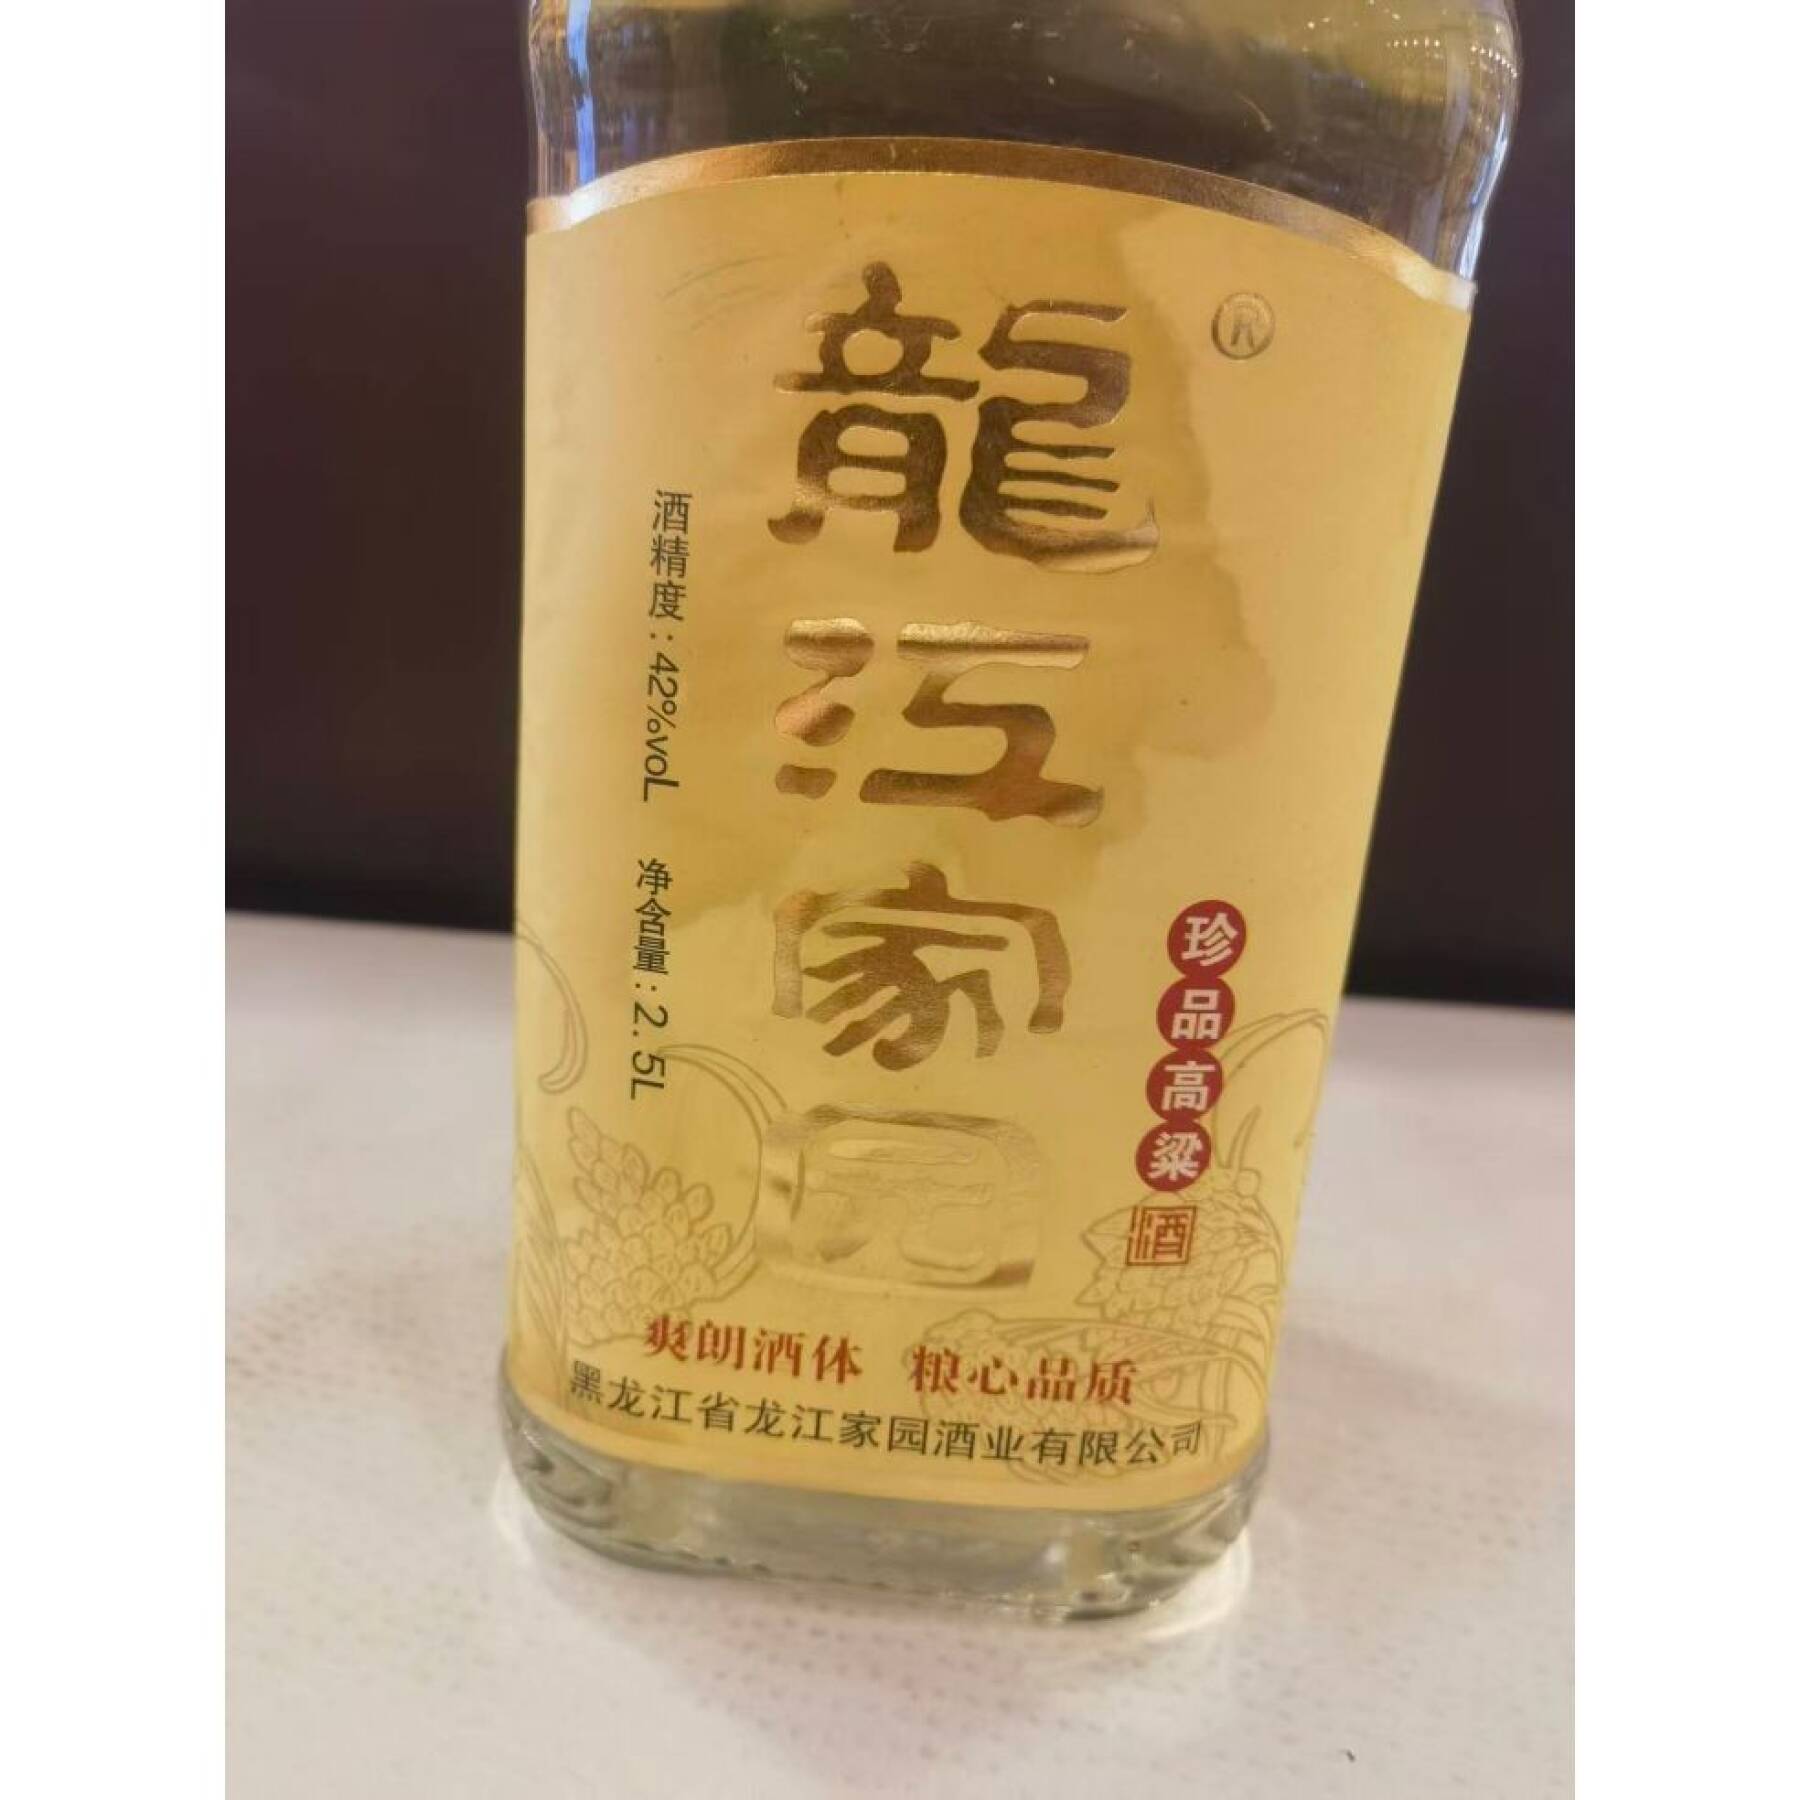 龍江家园
®
酒精度:42%voL 净含量:2.5L
珍品高粱酒
爽朗酒体 粮心品质
黑龙江省龙江家园酒业有限公司